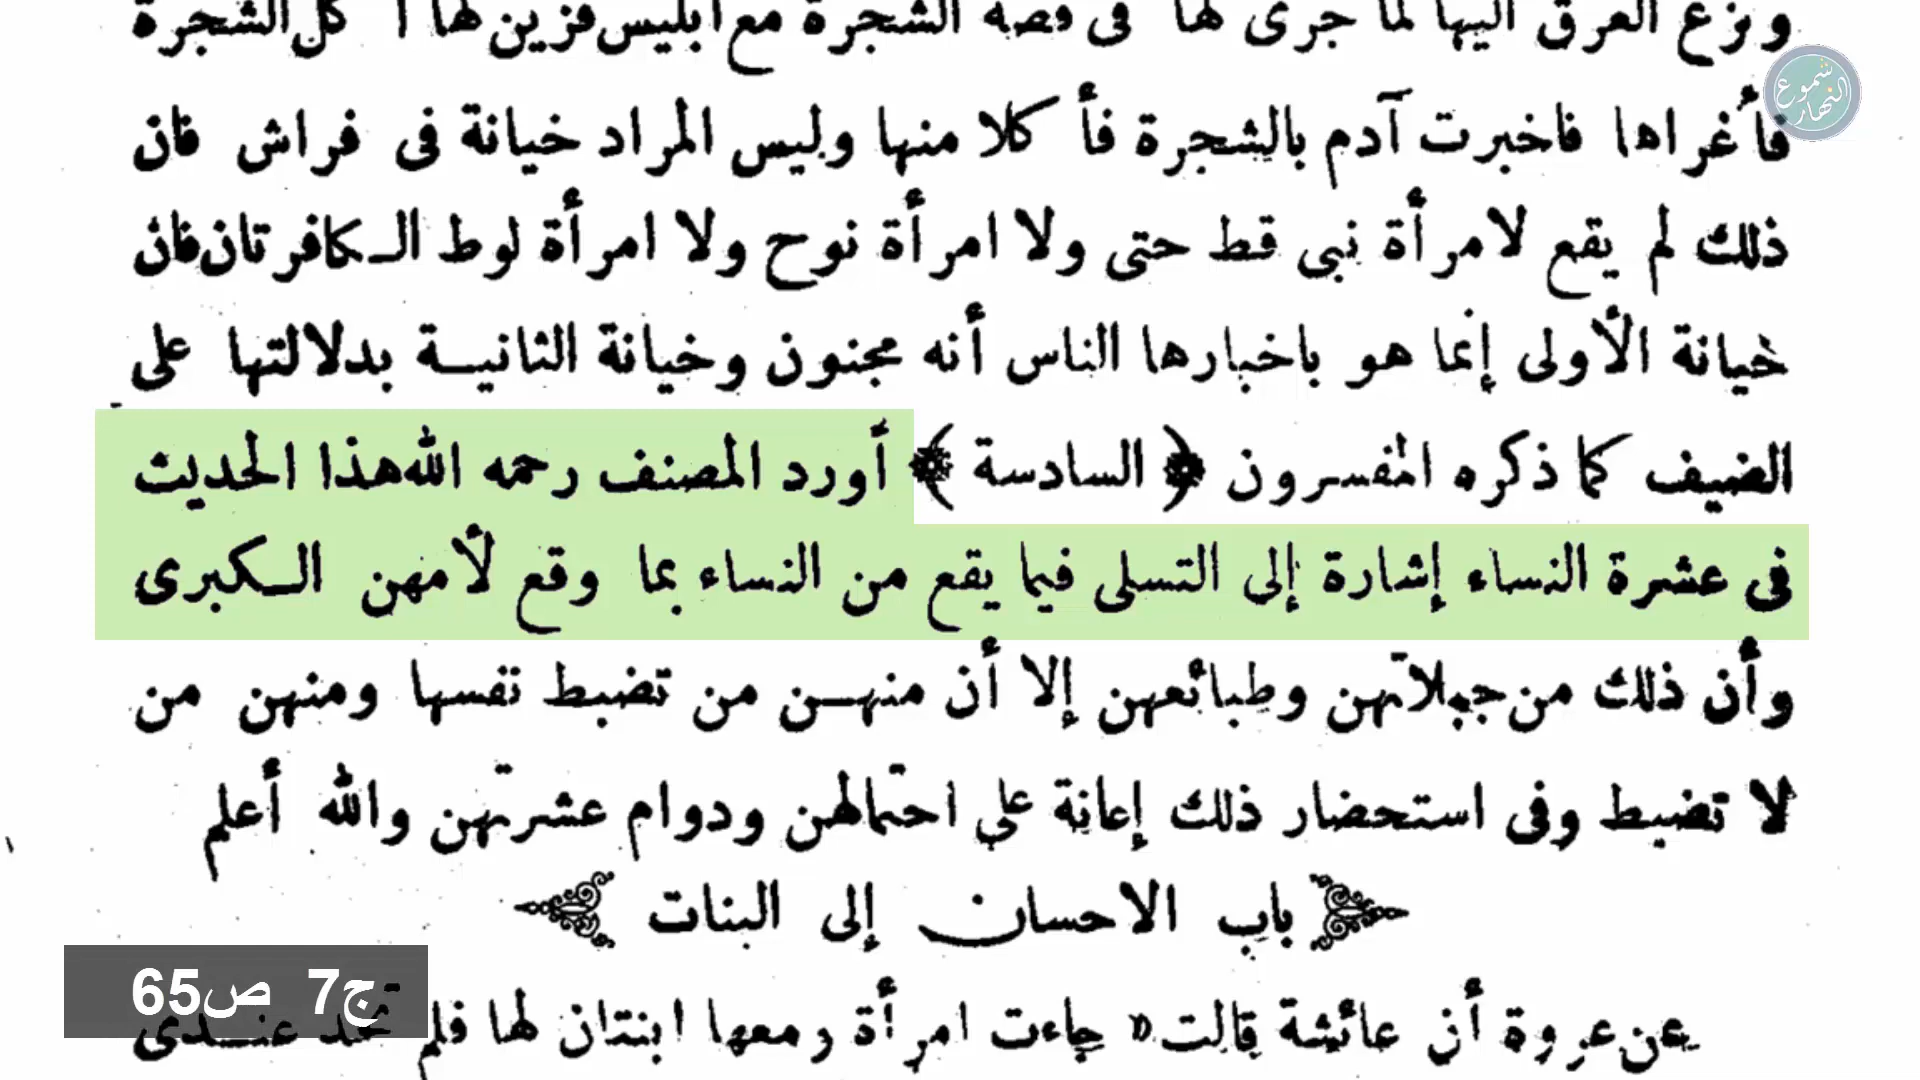 ونزع العرق اليها لما جرى لها فى قصة الشجرة مع ابليس فزين لها أكل الشجرة
شموع النهار
فأغراها فاخبرت آدم بالشجرة فأكلا منها وليس المراد خيانة فى فراش فان
ذلك لم يقع لامرأة نبى قط حتى ولا امرأة نوح ولا امرأة لوط الكافرتان فان
خيانة الأولى إنما هو باخبارها الناس أنه مجنون وخيانة الثانية بدلالتها على
الضيف كما ذكره المفسرون ﴿ السادسة ﴾ أورد المصنف رحمه الله هذا الحديث
فى عشرة النساء إشارة إلى التسلى فيما يقع من النساء بما وقع لأمهن الكبرى
وأن ذلك من جبلاتهن وطبائعهن إلا أن منهن من تضبط نفسها ومنهن من
لا تضبط وفى استحضار ذلك إعانة على احتمالهن ودوام عشرتهن والله أعلم
باب الاحسان إلى البنات
عن عروة أن عائشة قالت « جاءت امرأة ومعها ابنتان لها فلم تجد عندى
ج7 ص65